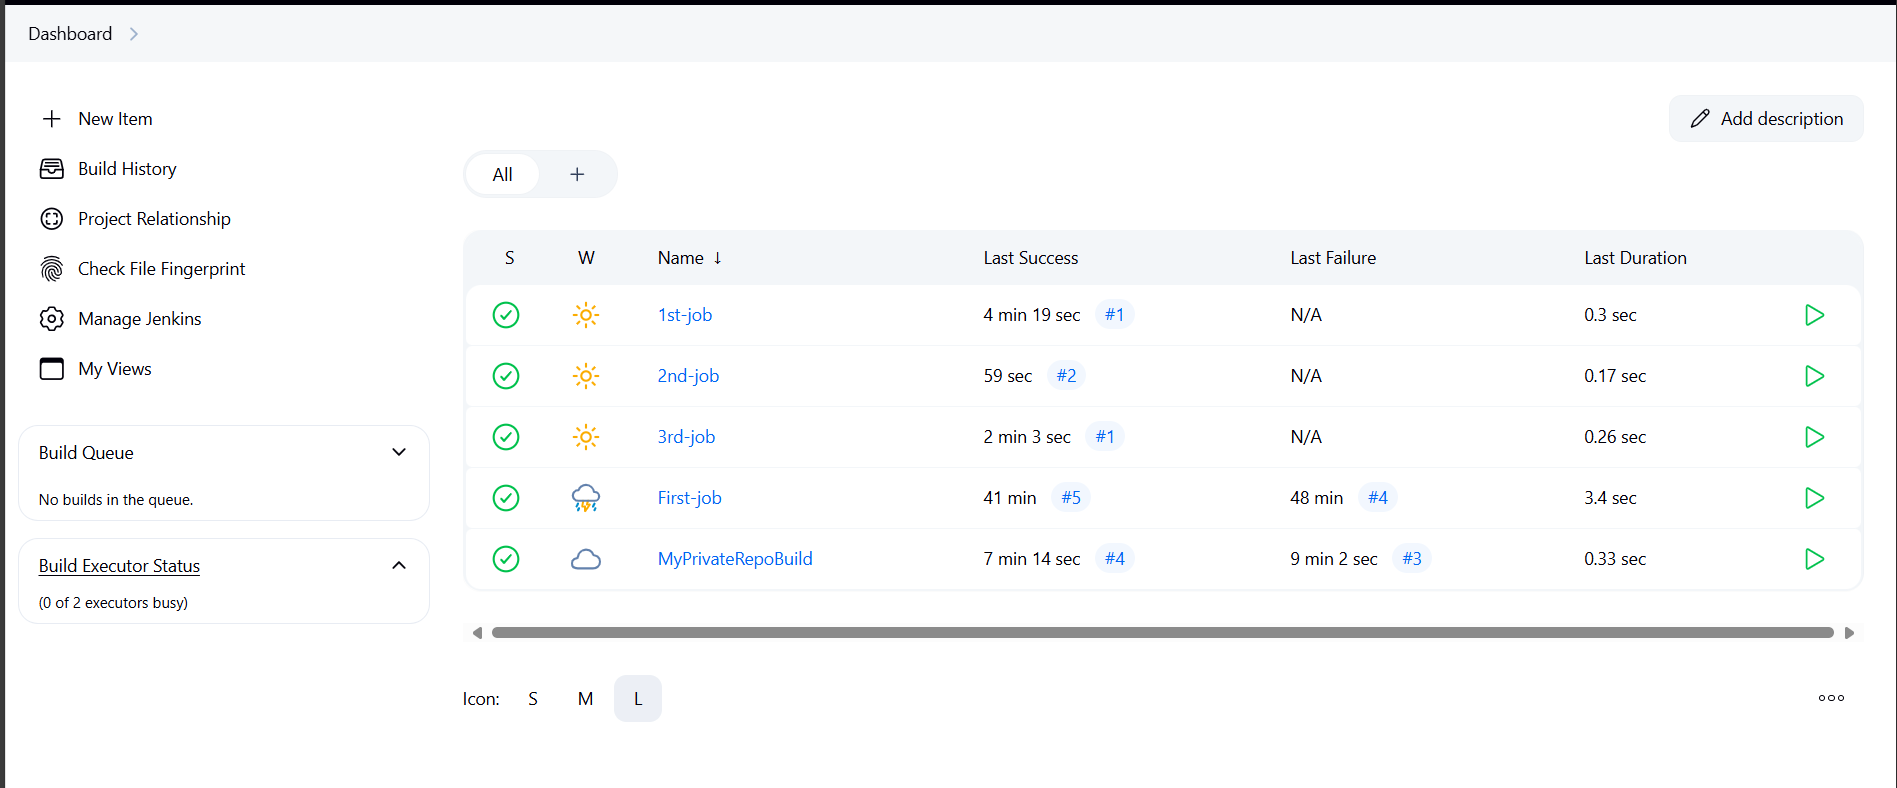 Dashboard
New Item
Build History
Project Relationship
Check File Fingerprint
Manage Jenkins
My Views
Build Queue
No builds in the queue.
Build Executor Status
(0 of 2 executors busy)
Add description
All +
S W Name ↓ Last Success Last Failure Last Duration
1st-job 4 min 19 sec #1 N/A 0.3 sec
2nd-job 59 sec #2 N/A 0.17 sec
3rd-job 2 min 3 sec #1 N/A 0.26 sec
First-job 41 min #5 48 min #4 3.4 sec
MyPrivateRepoBuild 7 min 14 sec #4 9 min 2 sec #3 0.33 sec
Icon: S M L